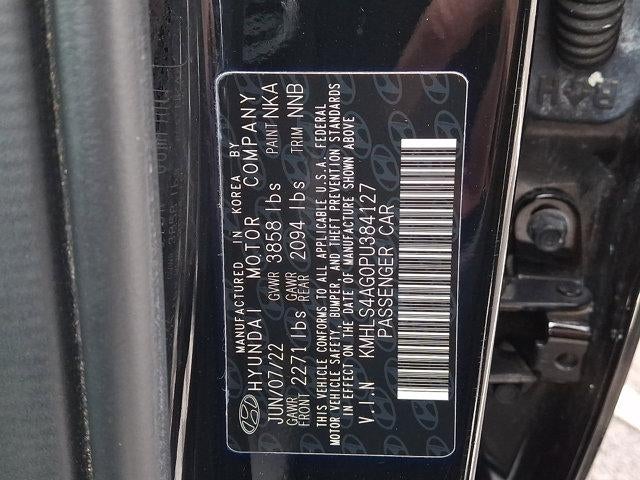 MANUFACTURED IN KOREA BY
HYUNDAI MOTOR COMPANY
JUN/07/22 GVWR 3858 lbs PAINT NKA
GAWR FRONT 2271 lbs GAWR REAR 2094 lbs TRIM NNB
THIS VEHICLE CONFORMS TO ALL APPLICABLE U.S.A. FEDERAL
MOTOR VEHICLE SAFETY, BUMPER, AND THEFT PREVENTION STANDARDS
IN EFFECT ON THE DATE OF MANUFACTURE SHOWN ABOVE
V.I.N KMHLS4AG0PU384127
PASSENGER CAR